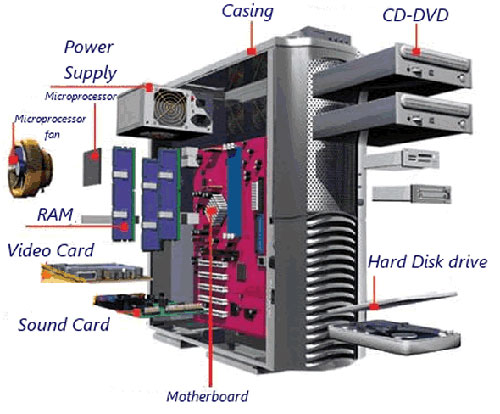 Casing
CD-DVD
Power
Supply
Microprocessor
Microprocessor
fan
RAM
Video Card
Hard Disk drive
Sound Card
Motherboard